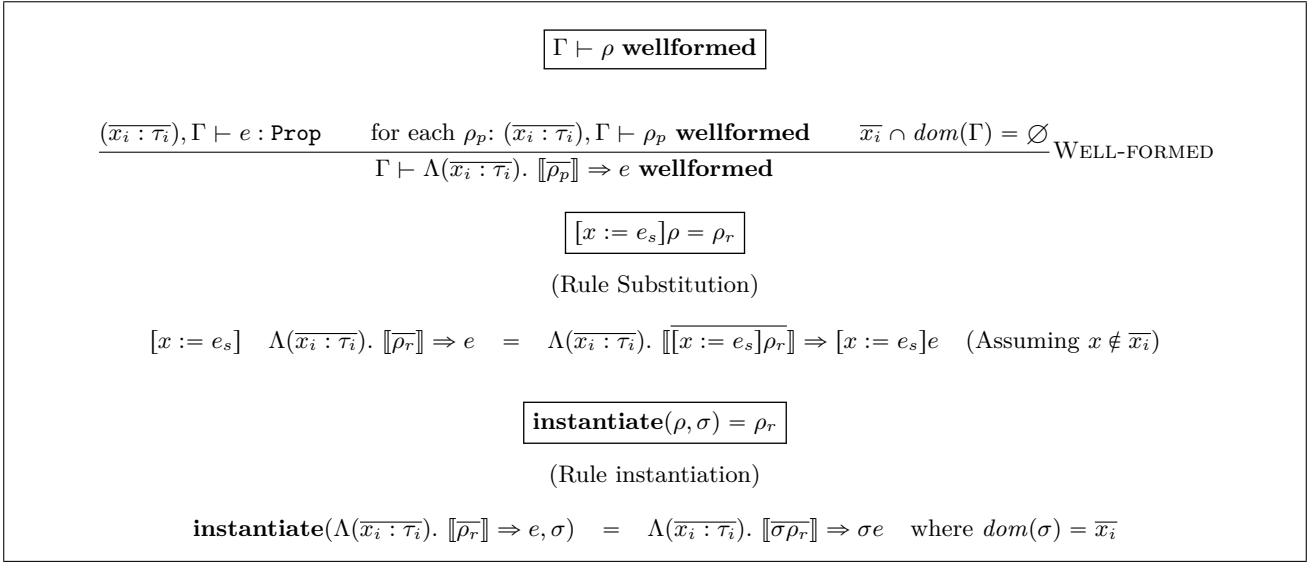 Γ ⊢ ρ wellformed
(x̅ᵢ : τᵢ), Γ ⊢ e : Prop    for each ρₚ: (x̅ᵢ : τᵢ), Γ ⊢ ρₚ wellformed    x̅ᵢ ∩ dom(Γ) = ∅
WELL-FORMED
Γ ⊢ Λ(x̅ᵢ : τᵢ). ⟦ρ̅ₚ⟧ ⇒ e wellformed
[x := eₛ]ρ = ρᵣ
(Rule Substitution)
[x := eₛ]  Λ(x̅ᵢ : τᵢ). ⟦ρ̅ᵣ⟧ ⇒ e  =  Λ(x̅ᵢ : τᵢ). ⟦[x := eₛ]ρᵣ⟧ ⇒ [x := eₛ]e  (Assuming x ∉ x̅ᵢ)
instantiate(ρ, σ) = ρᵣ
(Rule instantiation)
instantiate(Λ(x̅ᵢ : τᵢ). ⟦ρ̅ᵣ⟧ ⇒ e, σ)  =  Λ(x̅ᵢ : τᵢ). ⟦σρᵣ⟧ ⇒ σe  where dom(σ) = x̅ᵢ